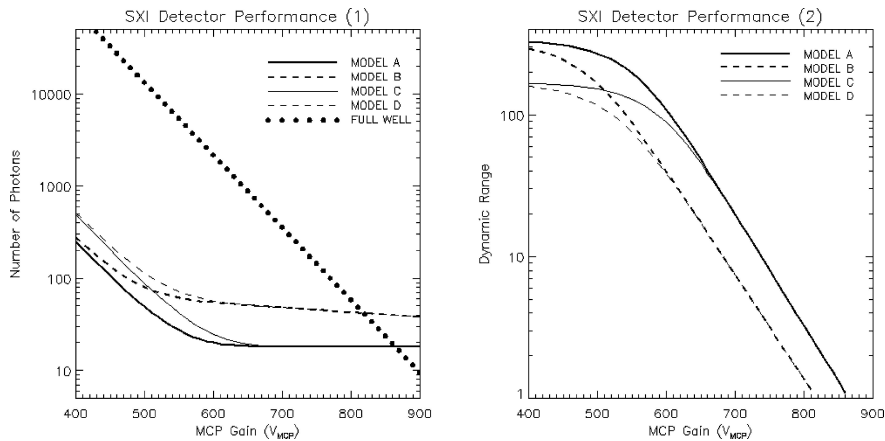 SXI Detector Performance (1)
Number of Photons
10000
1000
100
10
MODEL A
MODEL B
MODEL C
MODEL D
FULL WELL
400 500 600 700 800 900
MCP Gain (VMCP)
SXI Detector Performance (2)
Dynamic Range
100
10
1
MODEL A
MODEL B
MODEL C
MODEL D
400 500 600 700 800 900
MCP Gain (VMCP)